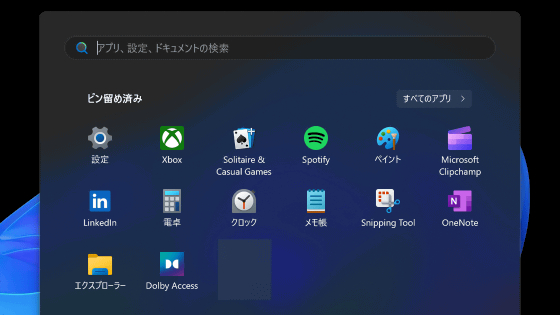 アプリ、設定、ドキュメントの検索
ピン留め済み
すべてのアプリ
設定
Xbox
Solitaire &
Casual Games
Spotify
ペイント
Microsoft
Clipchamp
LinkedIn
電卓
クロック
メモ帳
Snipping Tool
OneNote
エクスプローラー
Dolby Access